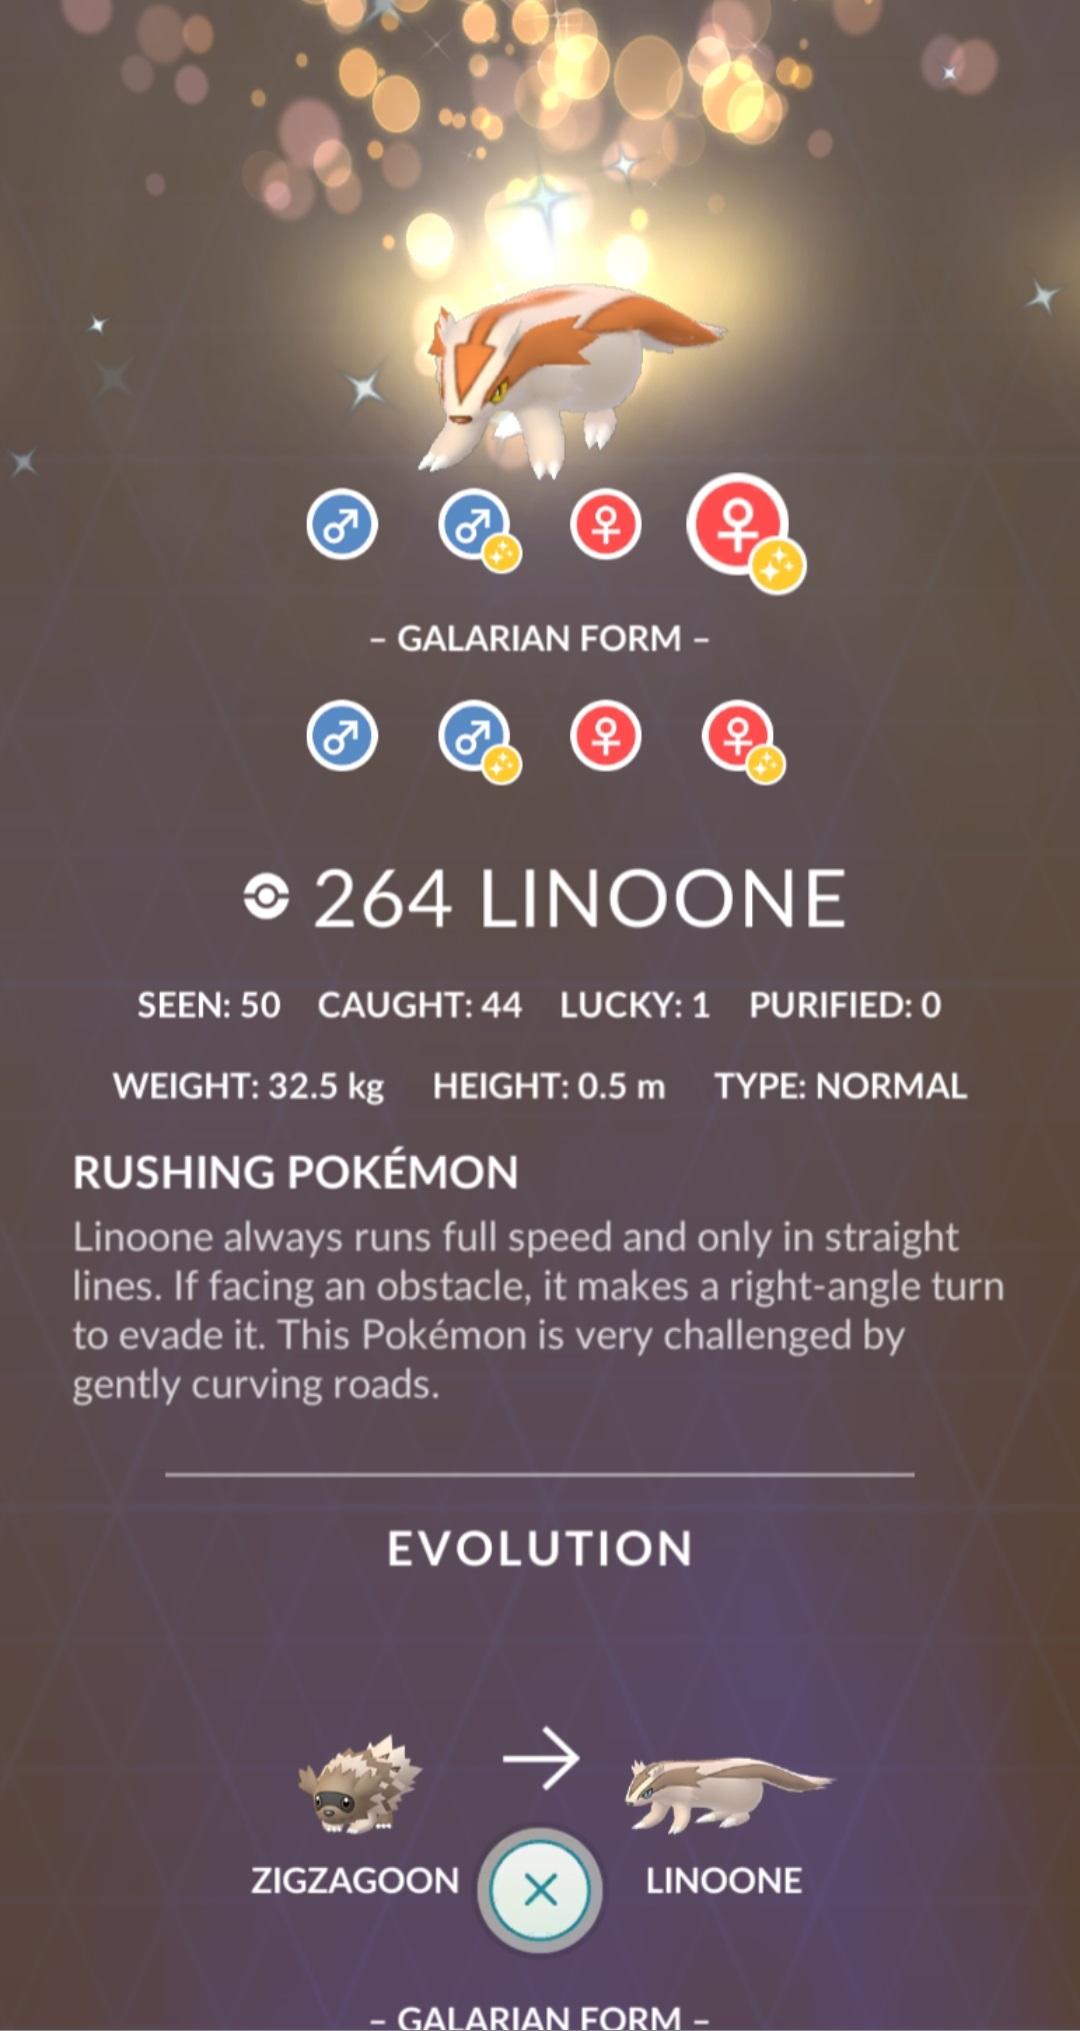 – GALARIAN FORM –
264 LINOONE
SEEN: 50 CAUGHT: 44 LUCKY: 1 PURIFIED: 0
WEIGHT: 32.5 kg HEIGHT: 0.5 m TYPE: NORMAL
RUSHING POKÉMON
Linoone always runs full speed and only in straight
lines. If facing an obstacle, it makes a right-angle turn
to evade it. This Pokémon is very challenged by
gently curving roads.
EVOLUTION
ZIGZAGOON LINOONE
– GALARIAN FORM –